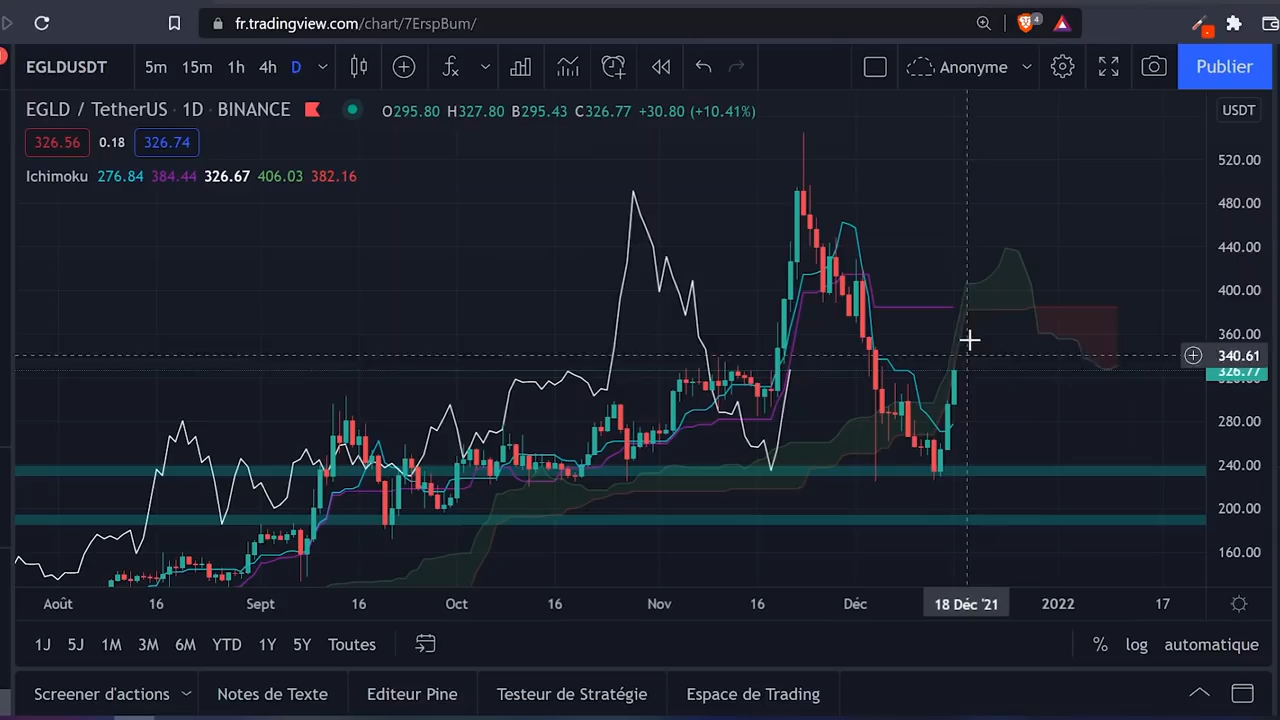 fr.tradingview.com/chart/7ErspBum/
4
EGLDUSDT 5m 15m 1h 4h D Anonyme Publier
EGLD / TetherUS · 1D · BINANCE O295.80 H327.80 B295.43 C326.77 +30.80 (+10.41%) USDT
326.56 0.18 326.74
Ichimoku 276.84 384.44 326.67 406.03 382.16
520.00
480.00
440.00
400.00
360.00
340.61
326.77
280.00
240.00
200.00
160.00
Août 16 Sept 16 Oct 16 Nov 16 Déc 18 Déc '21 2022 17
1J 5J 1M 3M 6M YTD 1Y 5Y Toutes % log automatique
Screener d'actions Notes de Texte Editeur Pine Testeur de Stratégie Espace de Trading